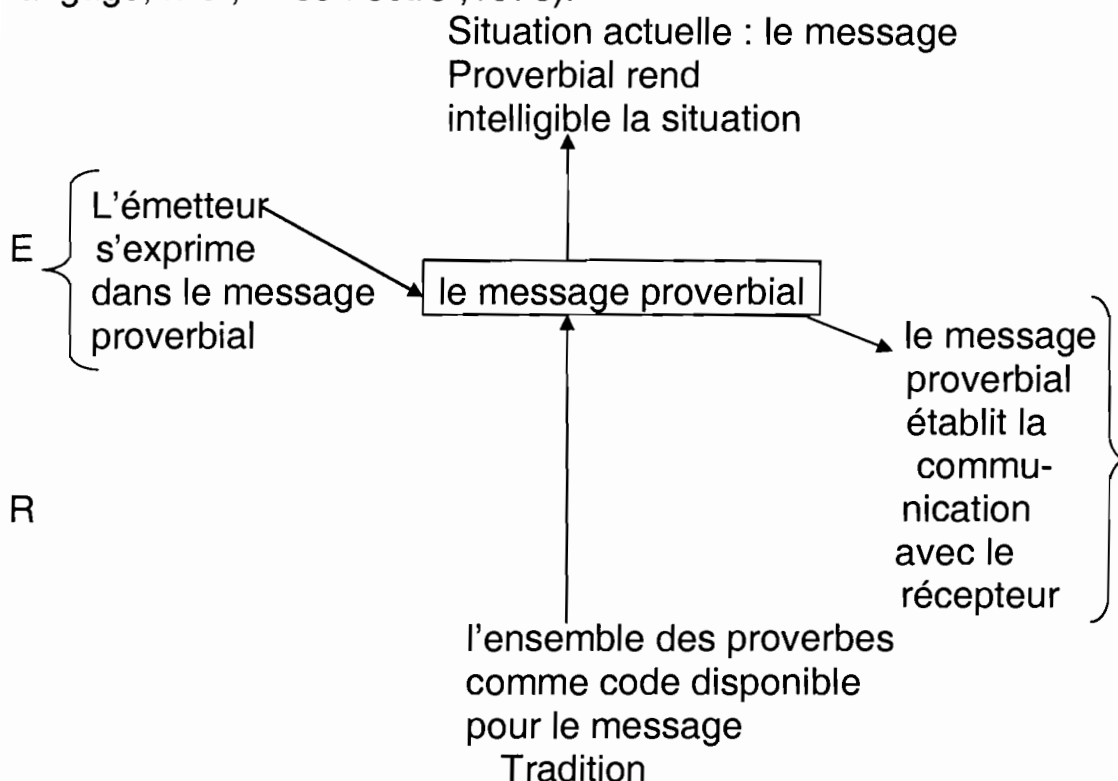 Situation actuelle : le message
Proverbial rend
intelligible la situation
E
L’émetteur
s’exprime
dans le message
proverbial
le message proverbial
le message
proverbial
établit la
commu-
nication
avec le
récepteur
R
l’ensemble des proverbes
comme code disponible
pour le message
Tradition